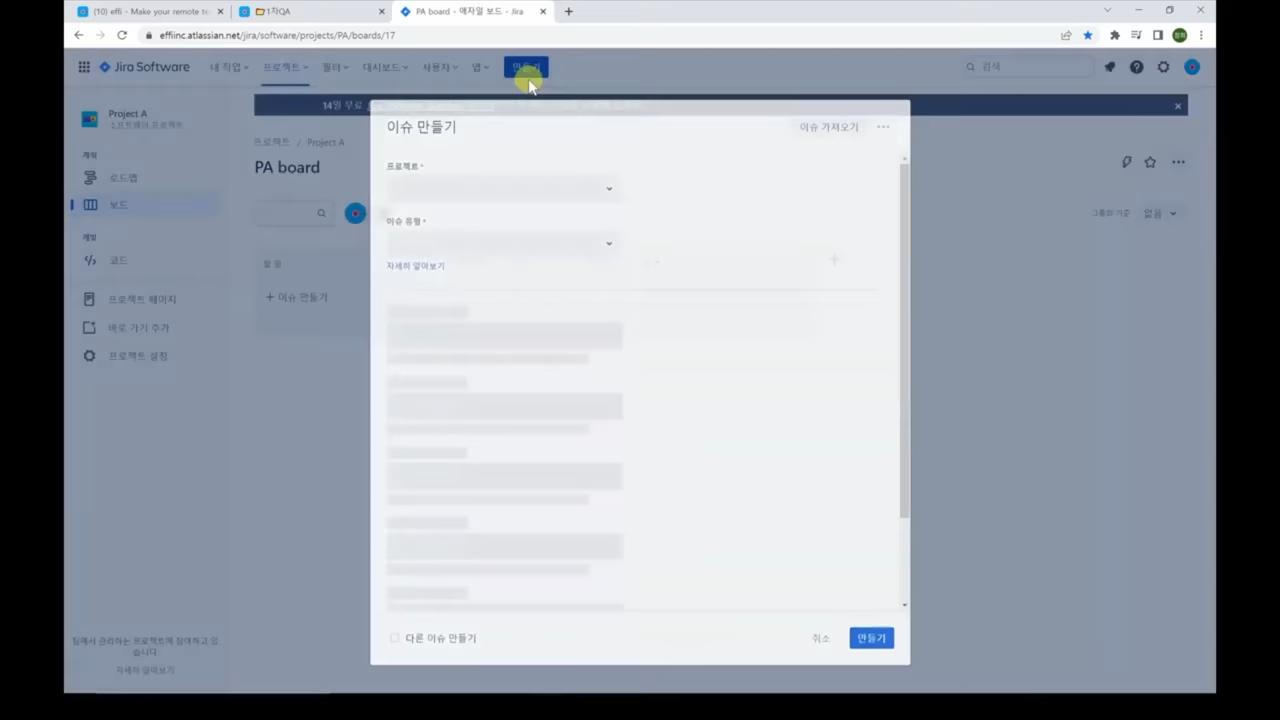 (10) effi - Make your remote te
1차QA
PA board - 애자일 보드 - Jira
effiinc.atlassian.net/jira/software/projects/PA/boards/17
Jira Software
내 작업
프로젝트
필터
대시보드
사용자
앱
만들기
검색
14일 무료
Project A
소프트웨어 프로젝트
계획
로드맵
보드
개발
코드
프로젝트 페이지
바로 가기 추가
프로젝트 설정
팀에서 관리하는 프로젝트에 참여하고 있
습니다
자세히 알아보기
프로젝트 / Project A
PA board
그룹화 기준
없음
할 일
+ 이슈 만들기
이슈 만들기
이슈 가져오기
프로젝트*
이슈 유형*
자세히 알아보기
다른 이슈 만들기
취소
만들기